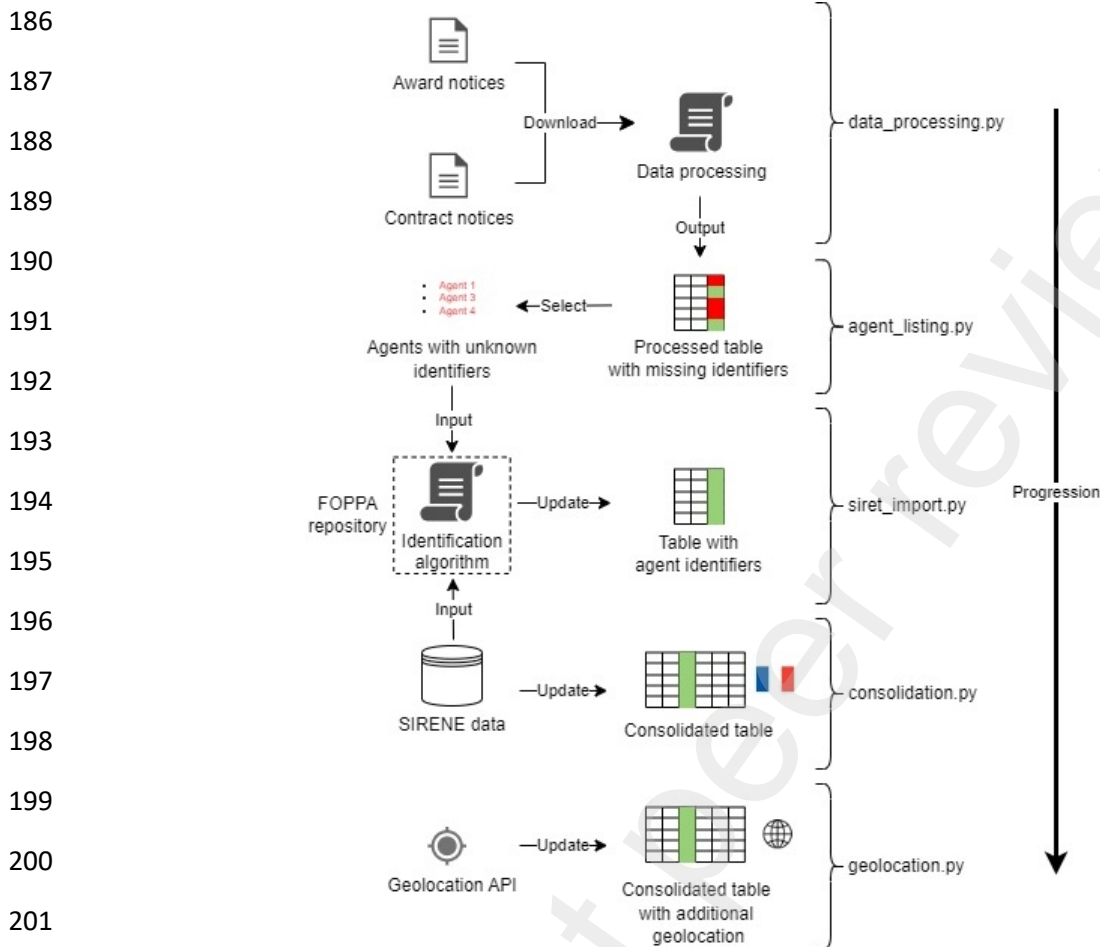 186
Award notices
187
Download
data_processing.py
188
Data processing
189
Contract notices
Output
190
Agent 1
Agent 3
Agent 4
Select
191
agent_listing.py
Agents with unknown
identifiers
Processed table
with missing identifiers
192
Input
193
194
FOPPA
repository
Identification
algorithm
Update
siret_import.py
Progression
Table with
agent identifiers
195
Input
196
197
SIRENE data
Update
Consolidated table
consolidation.py
198
199
200
Geolocation API
Update
geolocation.py
Consolidated table
with additional
geolocation
201
peer review